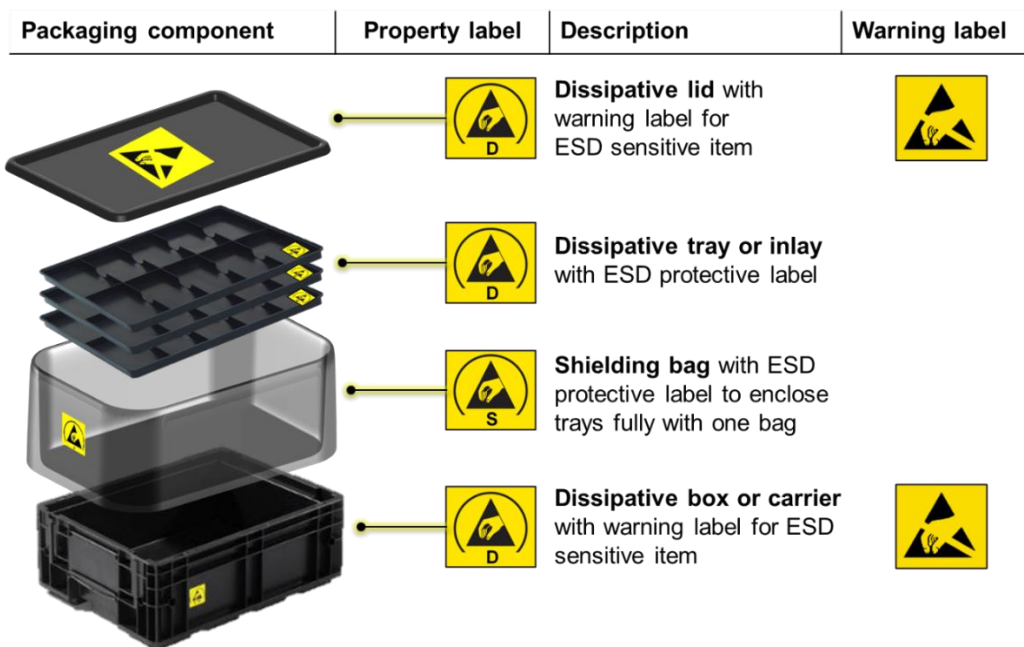 Packaging component
Property label
Description
Warning label
D
Dissipative lid with
warning label for
ESD sensitive item
D
Dissipative tray or inlay
with ESD protective label
S
Shielding bag with ESD
protective label to enclose
trays fully with one bag
D
Dissipative box or carrier
with warning label for ESD
sensitive item